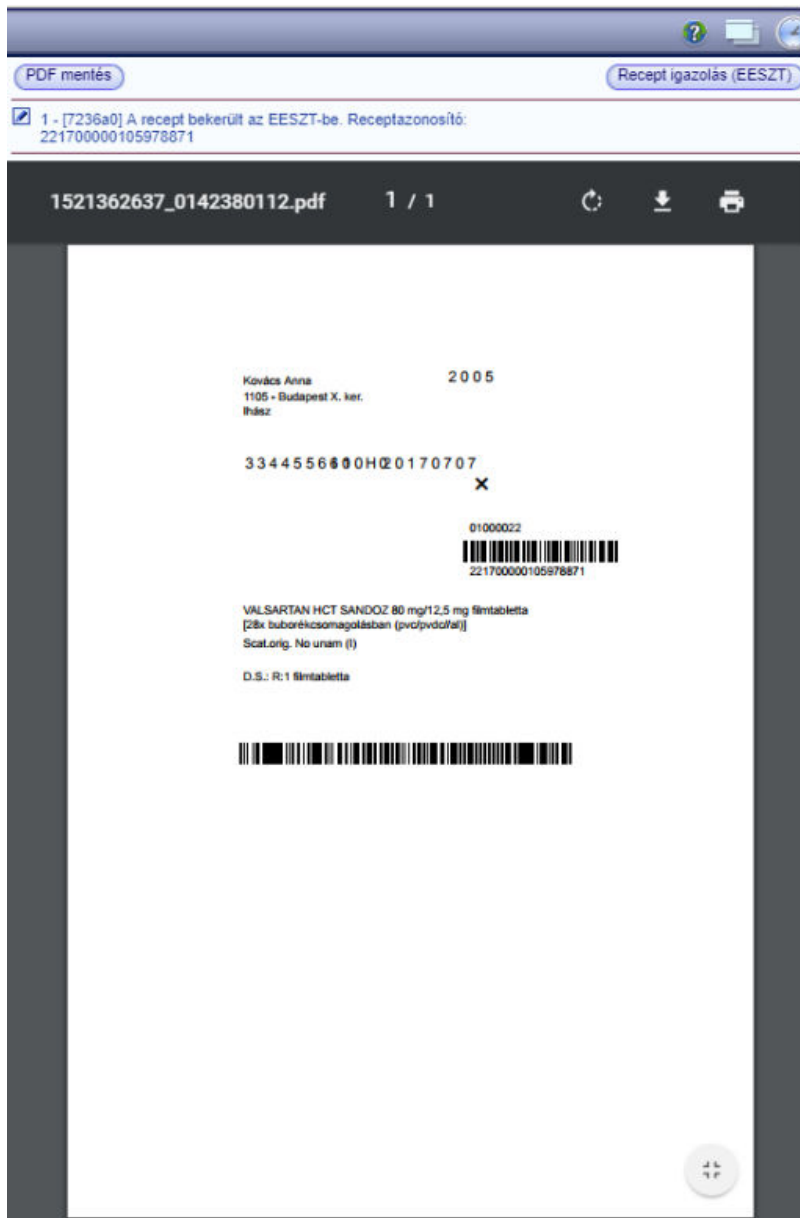 PDF mentés
Recept igazolás (EESZT)
1 - [7236a0] A recept bekerült az EESZT-be. Receptazonosító:
221700000105978871
1521362637_0142380112.pdf 1 / 1
Kovács Anna 2005
1105 - Budapest X. ker.
Ihász
20170707
×
01000022
221700000105978871
VALSARTAN HCT SANDOZ 80 mg/12,5 mg filmtabletta
[28x buborékcsomagolásban (pvc/pvdc//al)]
Scat.orig. No unam (I)
D.S.: R:1 filmtabletta